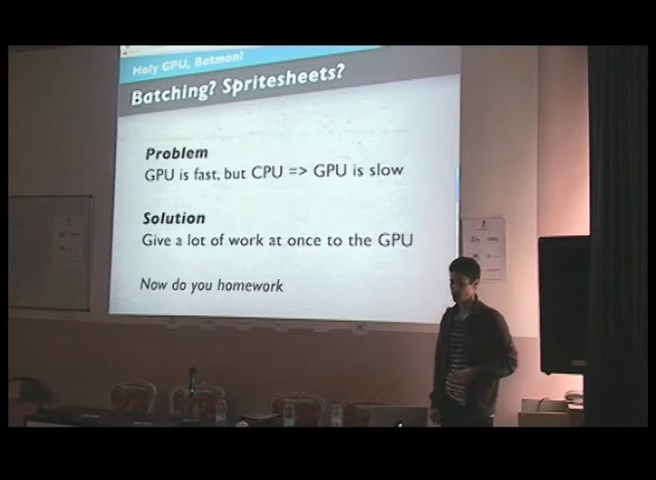 Holy GPU, Batman!
Batching? Spritesheets?
Problem
GPU is fast, but CPU => GPU is slow
Solution
Give a lot of work at once to the GPU
Now do you homework